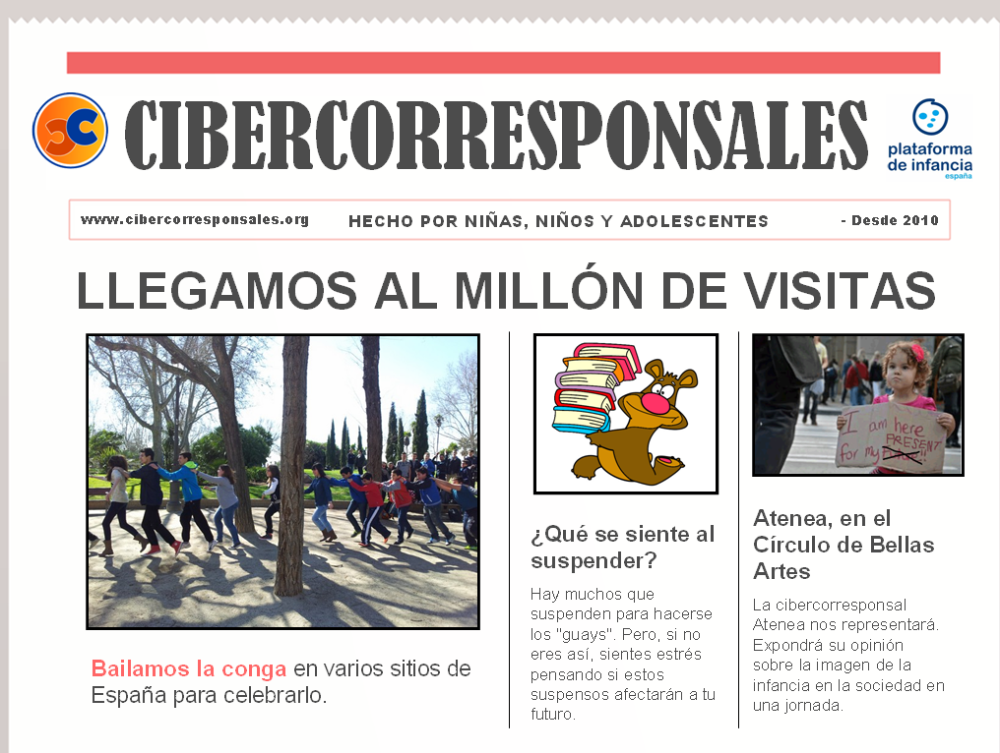 CIBERCORRESPONSALES
plataforma
de infancia
españa
www.cibercorresponsales.org HECHO POR NIÑAS, NIÑOS Y ADOLESCENTES - Desde 2010
LLEGAMOS AL MILLÓN DE VISITAS
Bailamos la conga en varios sitios de
España para celebrarlo.
¿Qué se siente al
suspender?
Hay muchos que
suspenden para hacerse
los "guays". Pero, si no
eres así, sientes estrés
pensando si estos
suspensos afectarán a tu
futuro.
I am here
PRESENT
for my future!!
Atenea, en el
Círculo de Bellas
Artes
La cibercorresponsal
Atenea nos representará.
Expondrá su opinión
sobre la imagen de la
infancia en la sociedad en
una jornada.